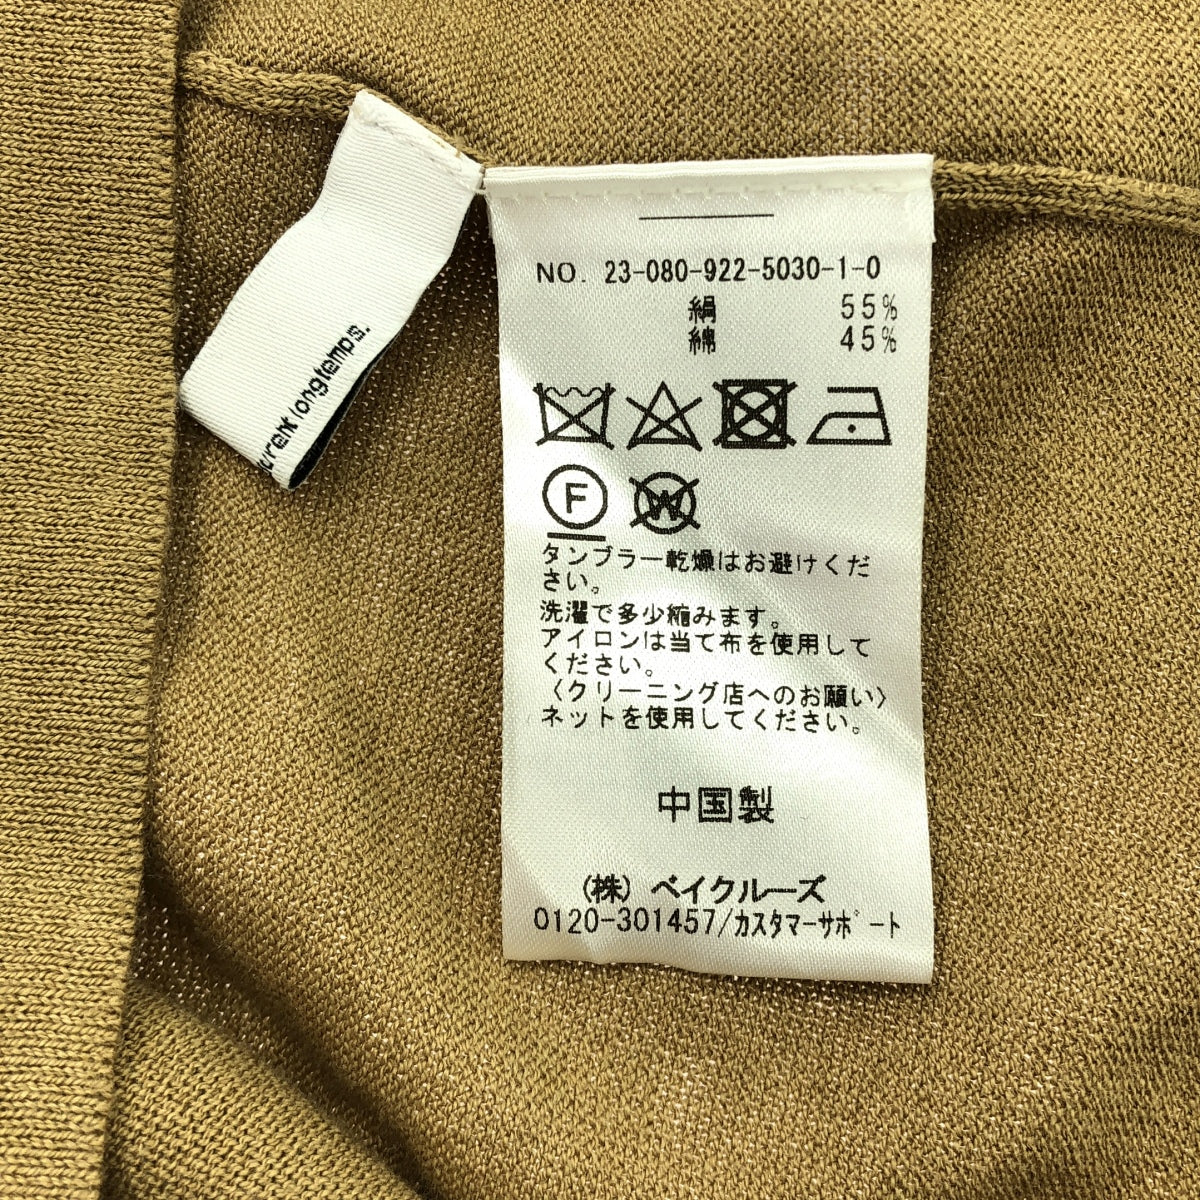 longtemps.
NO. 23-080-922-5030-1-0
絹 55%
綿 45%
F
W
タンブラー乾燥はお避けくだ
さい。
洗濯で多少縮みます。
アイロンは当て布を使用して
ください。
〈クリーニング店へのお願い〉
ネットを使用してください。
中国製
(株) ベイクルーズ
0120-301457/カスタマーサポート